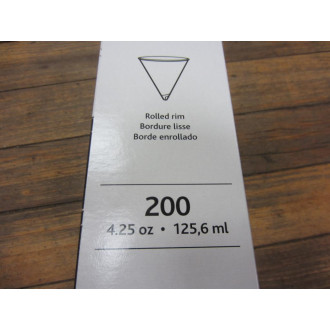 Rolled rim
Bordure lisse
Borde enrollado
200
4.25 oz • 125,6 ml